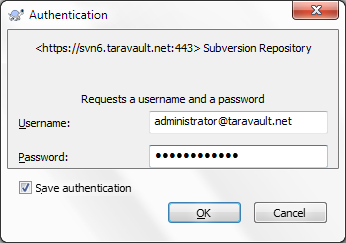 Authentication
<https://svn6.taravault.net:443> Subversion Repository
Requests a username and a password
Username: administrator@taravault.net
Password: ●●●●●●●●●●●●
Save authentication
OK Cancel